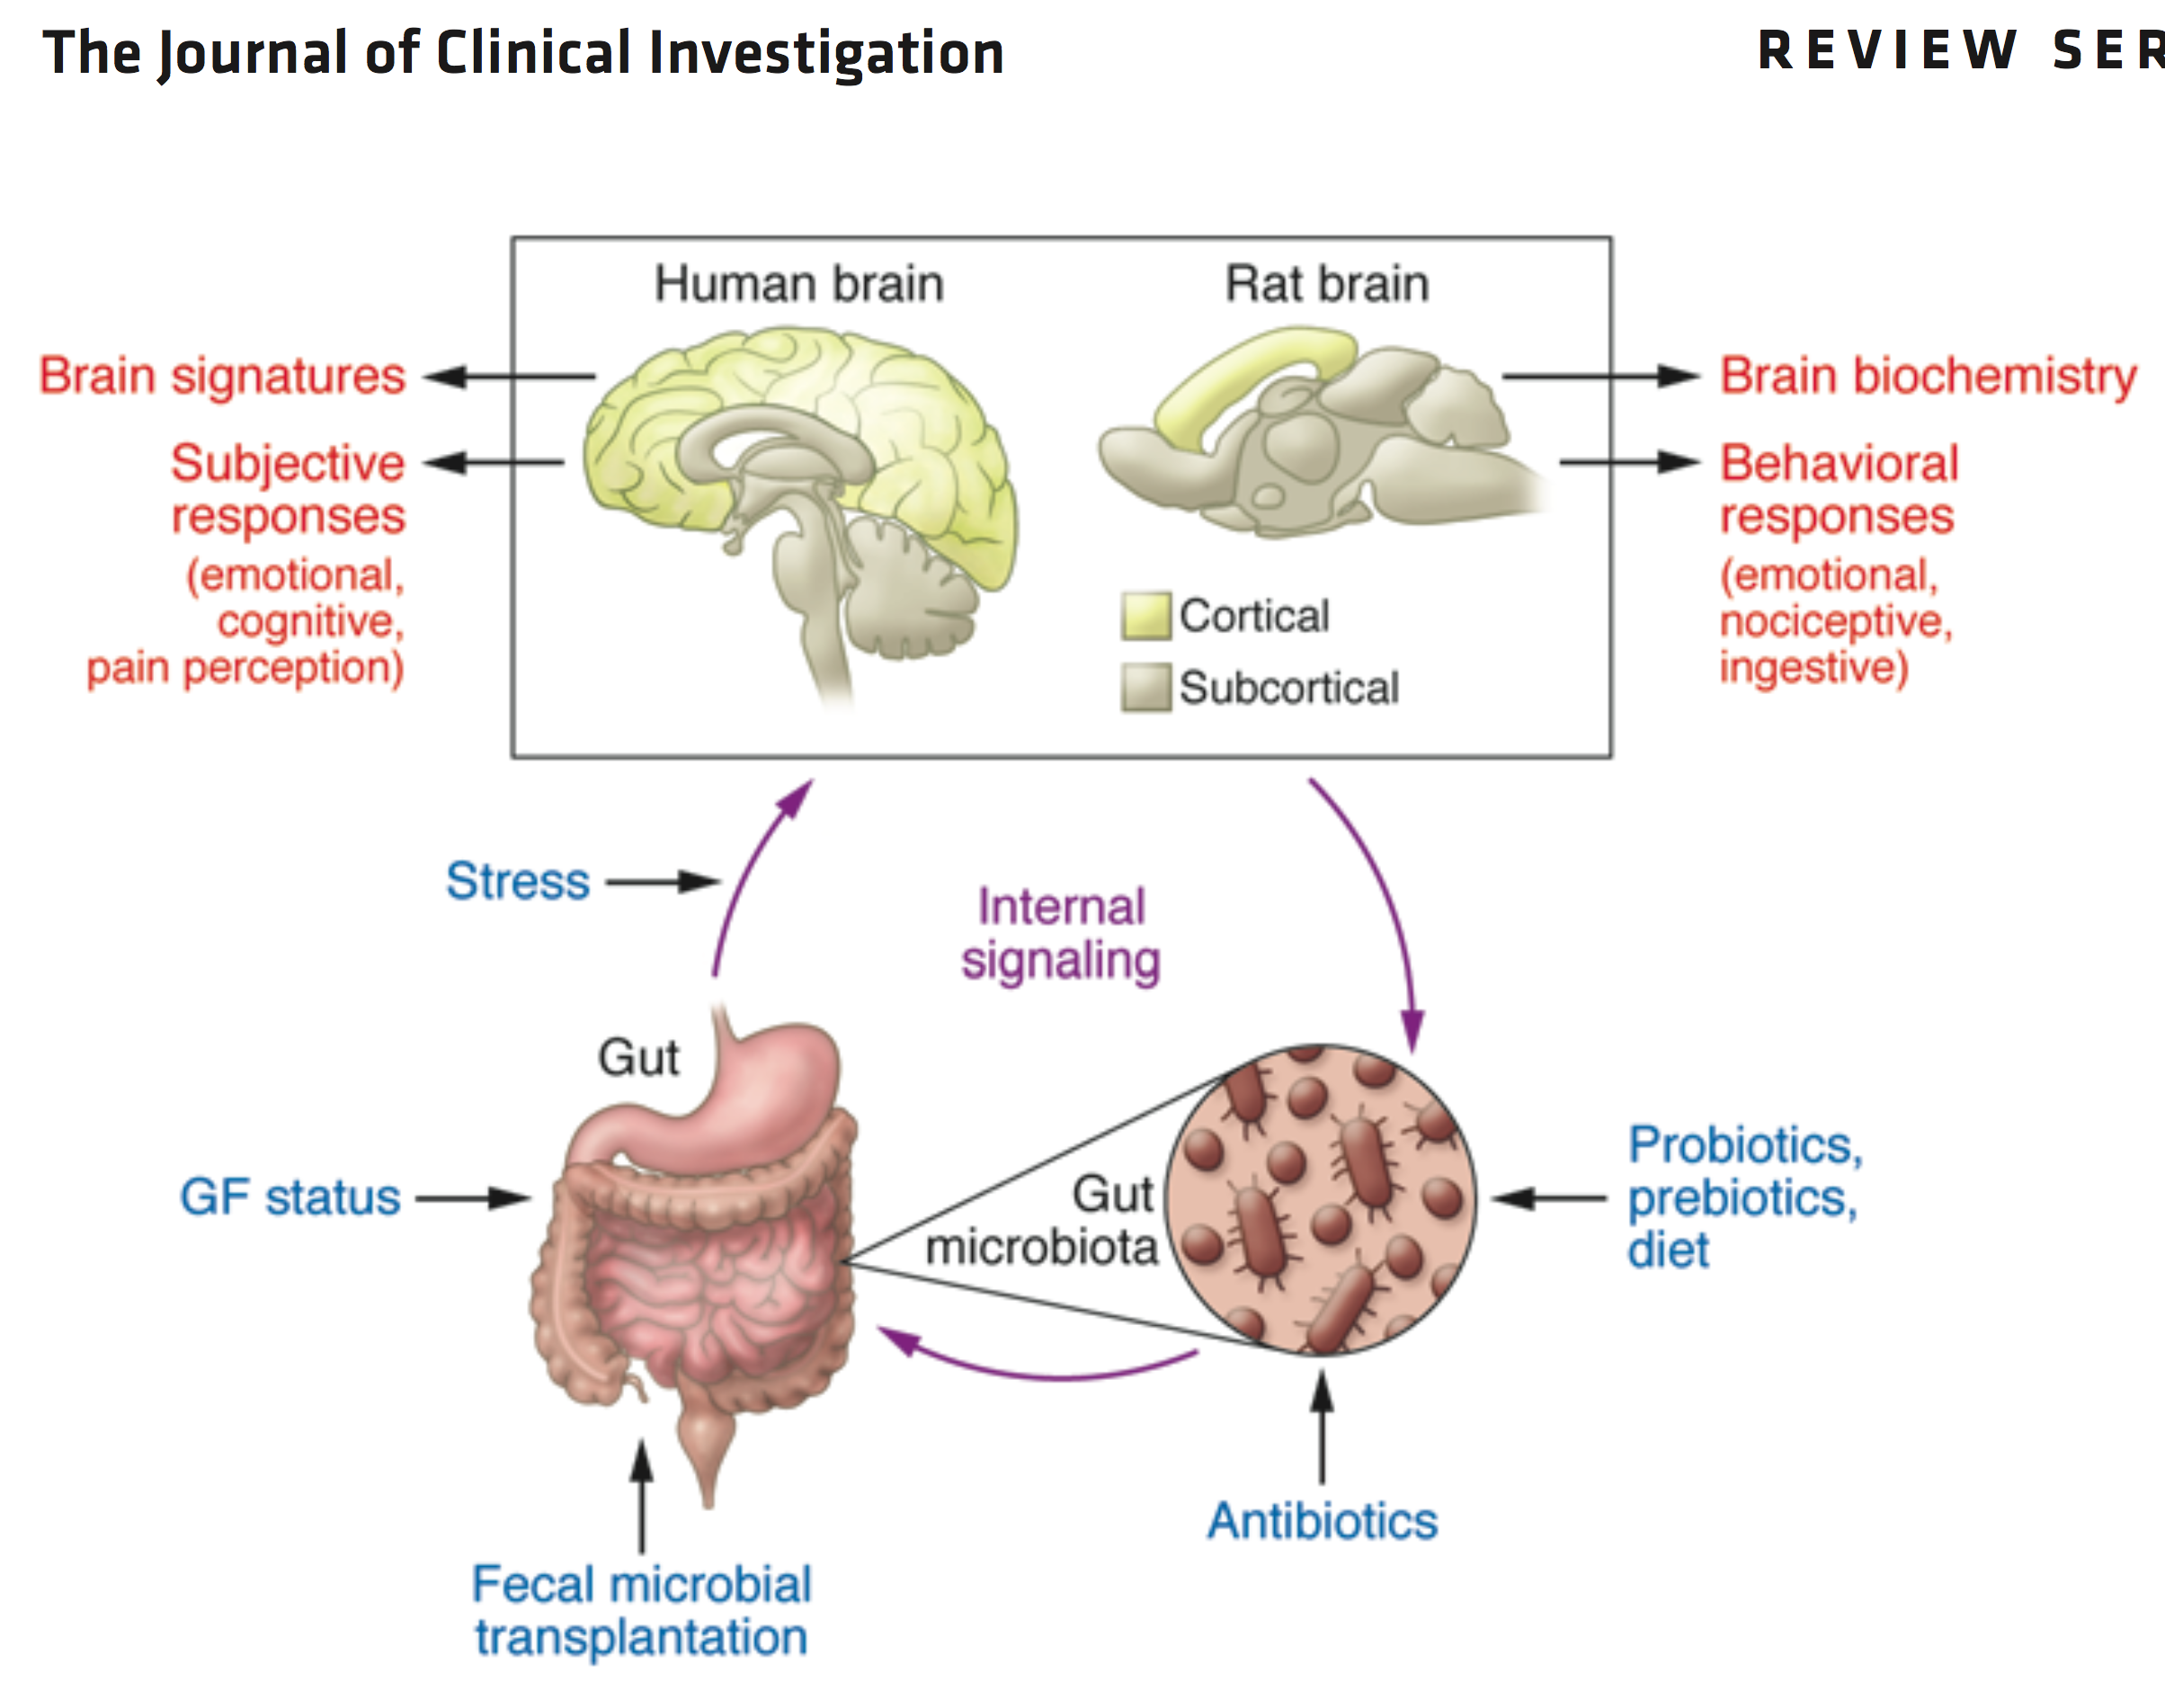 The Journal of Clinical Investigation
REVIEW SER
Human brain
Rat brain
Brain signatures
Subjective
responses
(emotional,
cognitive,
pain perception)
Brain biochemistry
Behavioral
responses
(emotional,
nociceptive,
ingestive)
Cortical
Subcortical
Stress
Internal
signaling
Gut
GF status
Gut
microbiota
Probiotics,
prebiotics,
diet
Antibiotics
Fecal microbial
transplantation